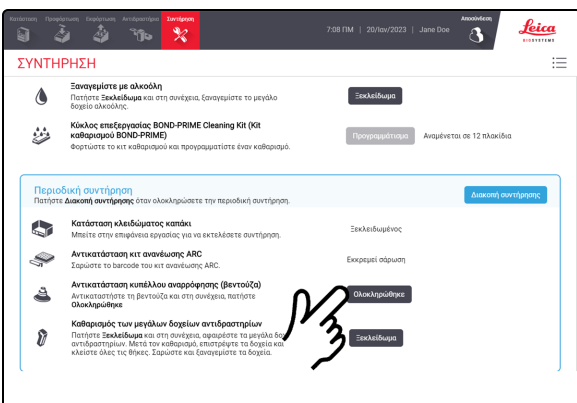 Κατάσταση Προφόρτωση Εκφόρτωση Αντιδραστήρια Συντήρηση
7:08 ΠΜ | 20/Ιαν/2023 | Jane Doe
Αποσύνδεση
Leica
BIOSYSTEMS
ΣΥΝΤΗΡΗΣΗ
Ξαναγεμίστε με αλκοόλη
Πατήστε Ξεκλείδωμα και στη συνέχεια, ξαναγεμίστε το μεγάλο
δοχείο αλκοόλης.
Ξεκλείδωμα
Κύκλος επεξεργασίας BOND-PRIME Cleaning Kit (Κιτ
καθαρισμού BOND-PRIME)
Φορτώστε το κιτ καθαρισμού και προγραμματίστε έναν καθαρισμό.
Προγραμμάτισμα
Αναμένεται σε 12 πλακίδια
Περιοδική συντήρηση
Πατήστε Διακοπή συντήρησης όταν ολοκληρώσετε την περιοδική συντήρηση.
Διακοπή συντήρησης
Κατάσταση κλειδώματος καπάκι
Μπείτε στην επιφάνεια εργασίας για να εκτελέσετε συντήρηση.
Ξεκλειδωμένος
Αντικατάσταση κιτ ανανέωσης ARC
Σαρώστε το barcode του κιτ ανανέωσης ARC.
Εκκρεμεί σάρωση
Αντικατάσταση κυπέλλου αναρρόφησης (βεντούζα)
Αντικαταστήστε τη βεντούζα και στη συνέχεια, πατήστε
Ολοκληρώθηκε
Ολοκληρώθηκε
Καθαρισμός των μεγάλων δοχείων αντιδραστηρίων
Πατήστε Ξεκλείδωμα και στη συνέχεια, αφαιρέστε τα μεγάλα
αντιδραστηρίων. Μετά τον καθαρισμό, επιστρέψτε τα δοχεία και
κλείστε όλες τις θήκες. Σαρώστε και ξαναγεμίστε τα δοχεία.
Ξεκλείδωμα